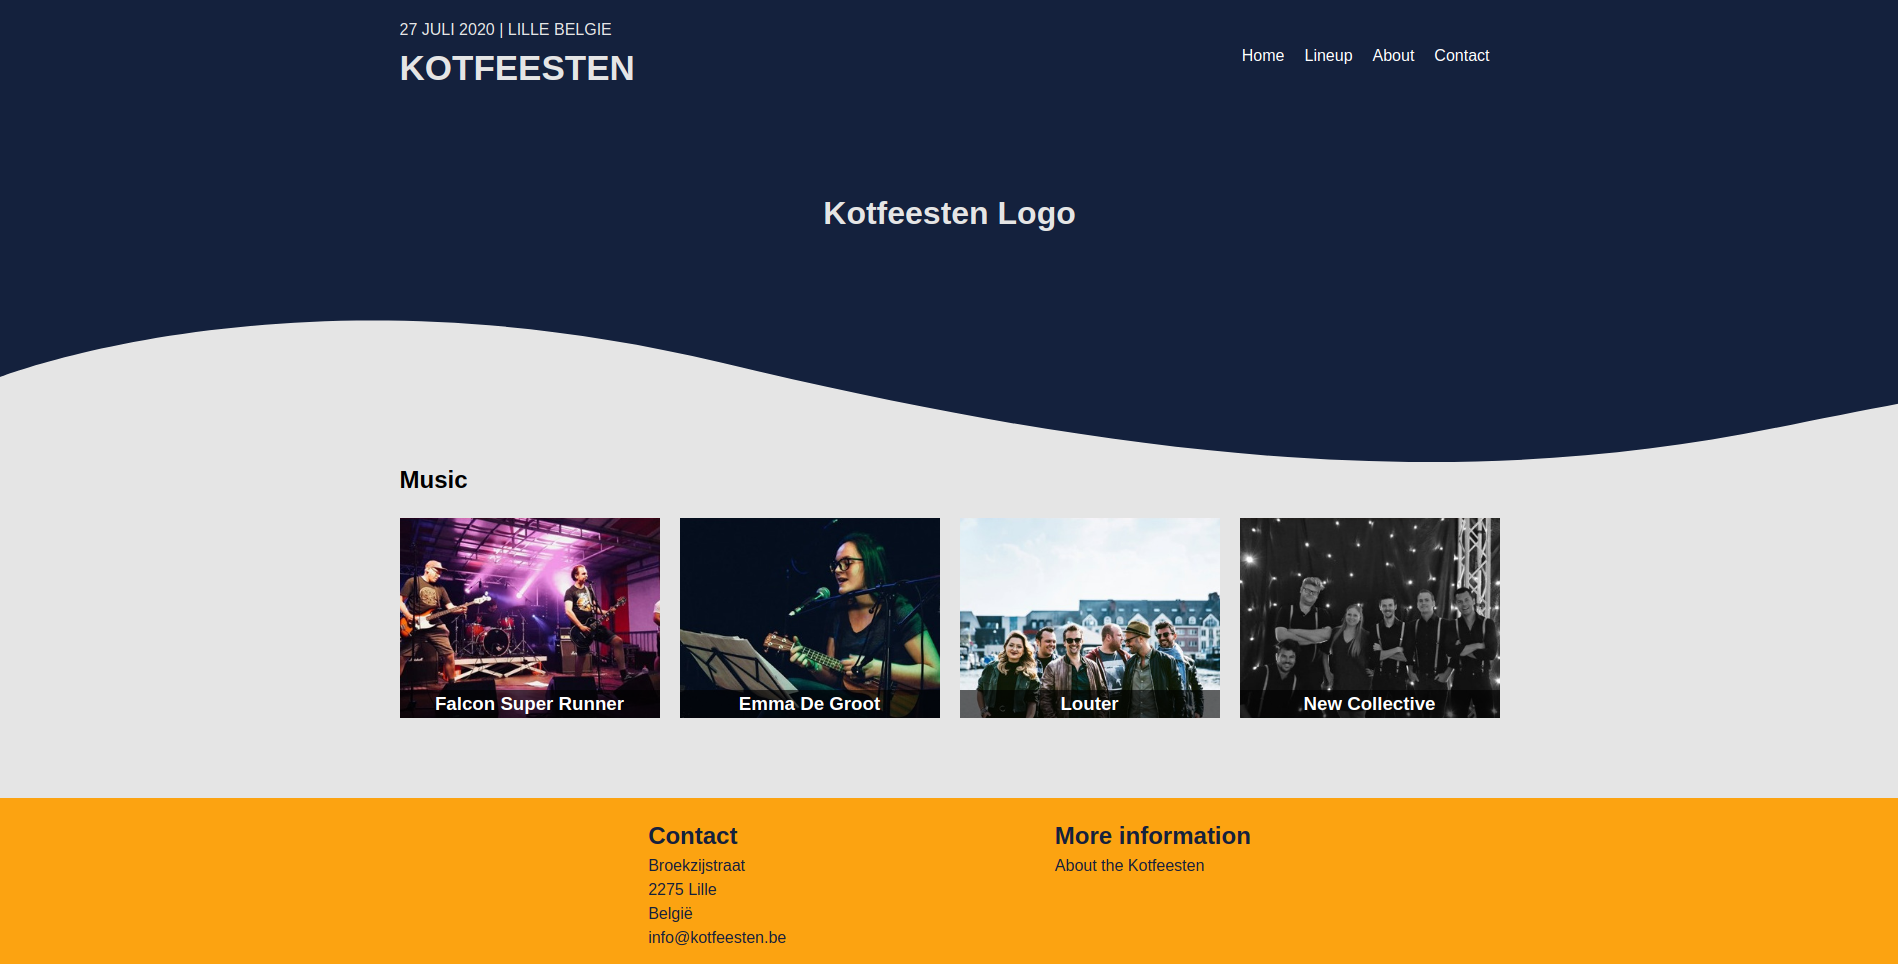 27 JULI 2020 | LILLE BELGIE
KOTFEESTEN
Home Lineup About Contact
Kotfeesten Logo
Music
Falcon Super Runner
Emma De Groot
Louter
New Collective
Contact
Broekzijstraat
2275 Lille
België
info@kotfeesten.be
More information
About the Kotfeesten